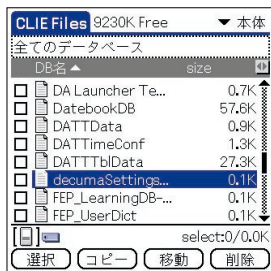 CLIE Files 9230K Free ▼ 本体
全てのデータベース
DB名 ▲ size
DA Launcher Te... 0.7K
DatebookDB 57.6K
DATTData 0.9K
DATTimeConf 1.3K
DATTTblData 27.3K
decumaSettings... 0.1K
FEP_LearningDB-... 0.1K
FEP_UserDict 0.1K
select:0/0.0K
選択 コピー 移動 削除